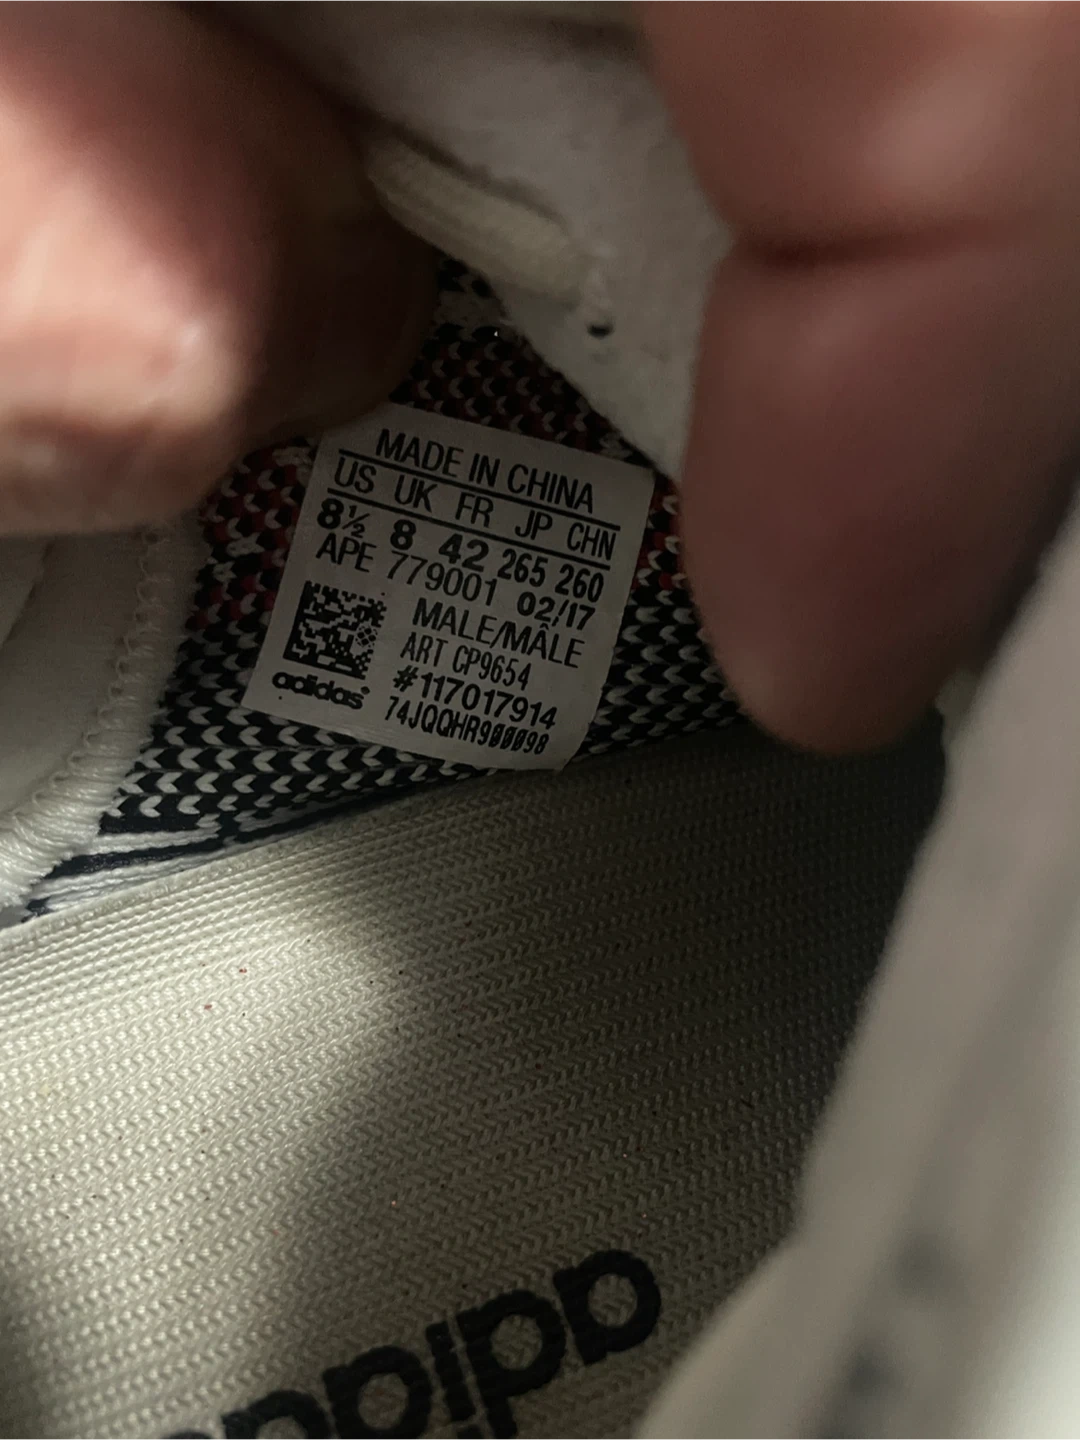 MADE IN CHINA
US UK FR JP CHN
8½ 8 42 265 260
APE 779001 02/17
MALE/MÂLE
ART CP9654
#117017914
74JQQHR900098
adidas
adidas